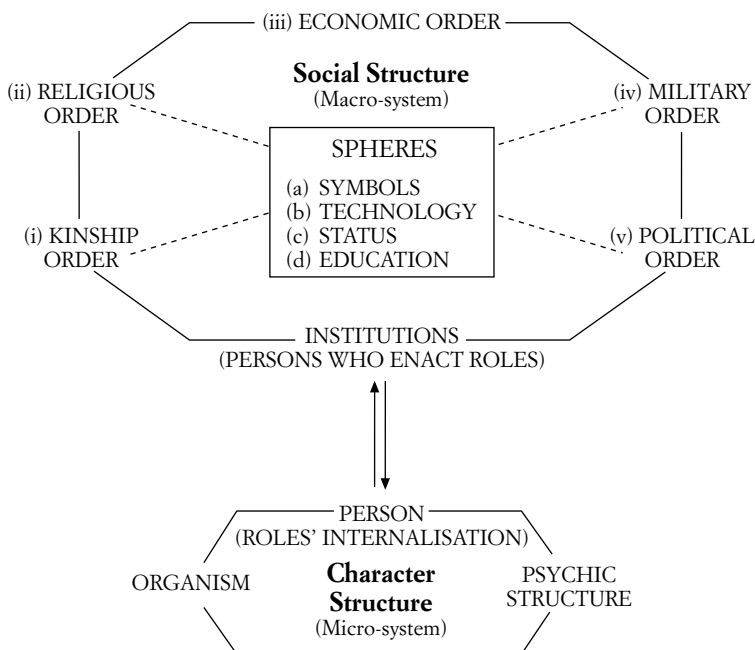 (iii) ECONOMIC ORDER
Social Structure
(Macro-system)
(ii) RELIGIOUS
ORDER
(iv) MILITARY
ORDER
SPHERES
(a) SYMBOLS
(b) TECHNOLOGY
(c) STATUS
(d) EDUCATION
(i) KINSHIP
ORDER
(v) POLITICAL
ORDER
INSTITUTIONS
(PERSONS WHO ENACT ROLES)
PERSON
(ROLES' INTERNALISATION)
ORGANISM
Character
Structure
(Micro-system)
PSYCHIC
STRUCTURE